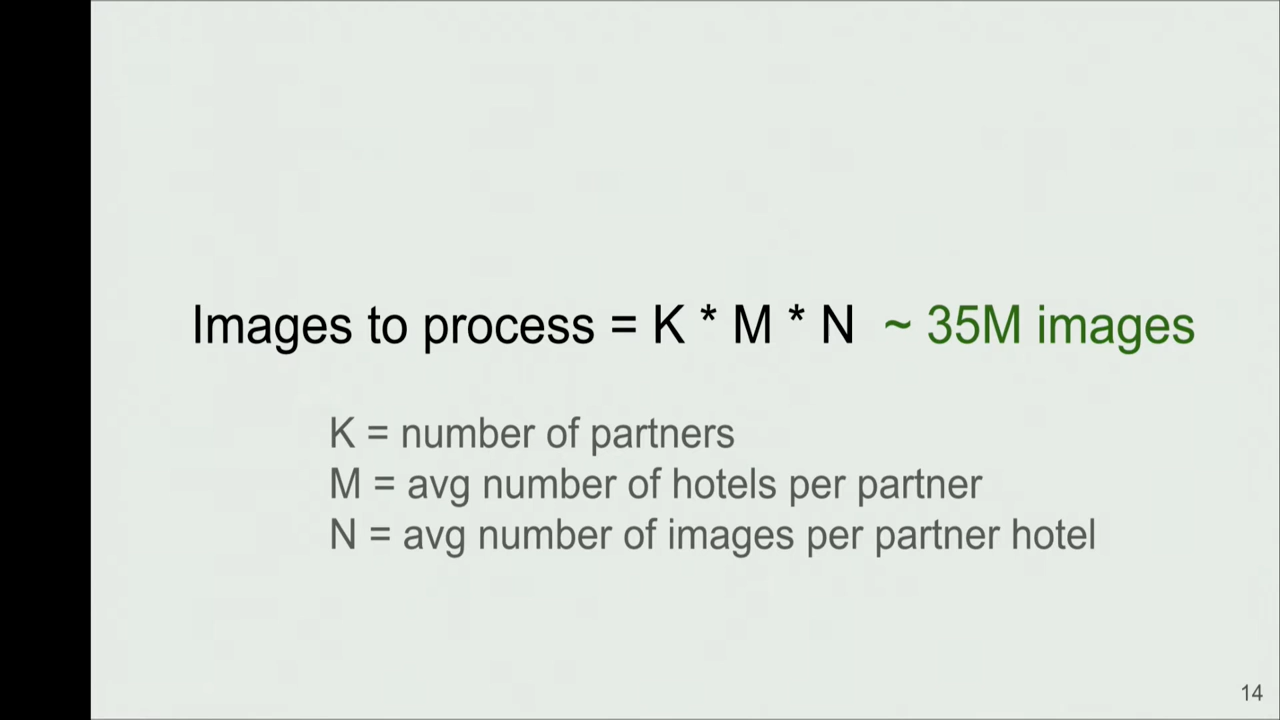 Images to process = K * M * N ~ 35M images
K = number of partners
M = avg number of hotels per partner
N = avg number of images per partner hotel
14